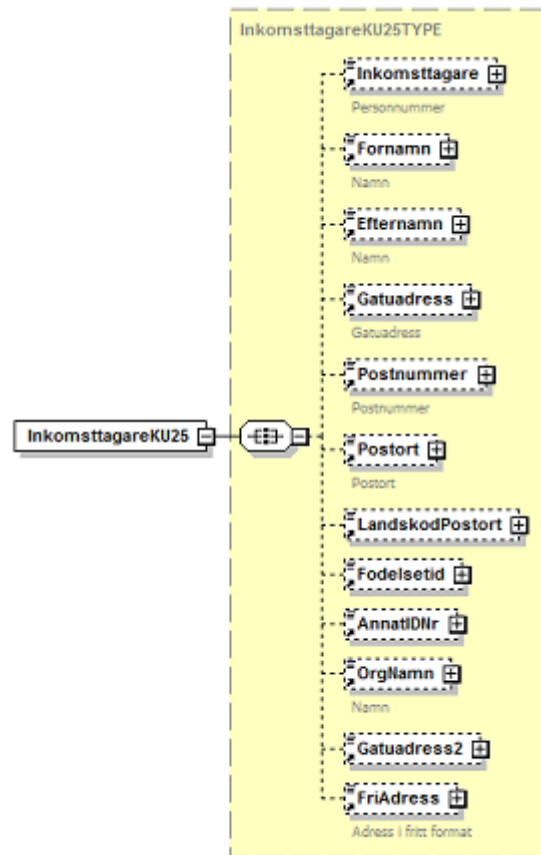 InkomsttagareKU25TYPE
Inkomsttagare
Personnummer
Fornamn
Namn
Efternamn
Namn
Gatuadress
Gatuadress
Postnummer
Postnummer
InkomsttagareKU25
Postort
Postort
LandskodPostort
Fodelsetid
AnnatIDNr
OrgNamn
Namn
Gatuadress2
FriAdress
Adress i fritt format